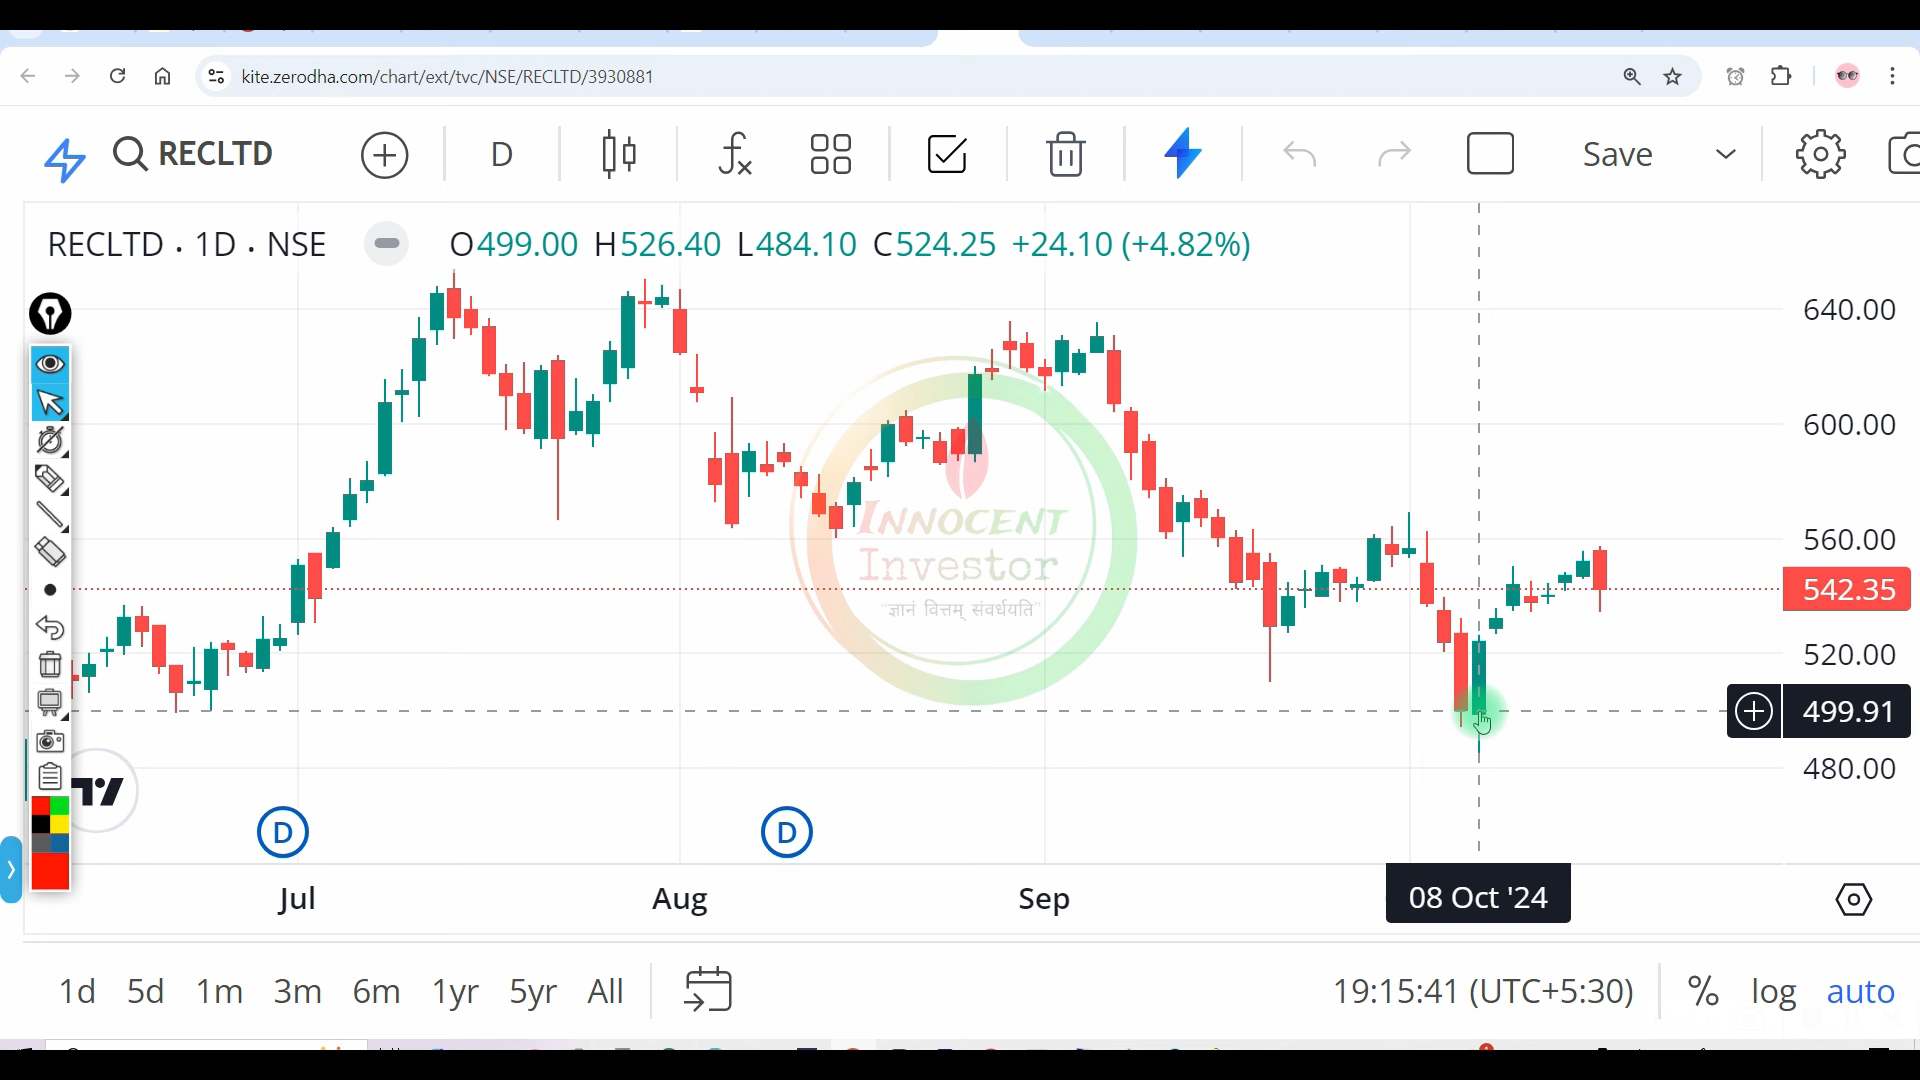 kite.zerodha.com/chart/ext/tvc/NSE/RECLTD/3930881
RECLTD
D
Save
RECLTD · 1D · NSE
O499.00 H526.40 L484.10 C524.25 +24.10 (+4.82%)
640.00
600.00
560.00
542.35
520.00
499.91
480.00
INNOCENT
Investor
"ज्ञानं वित्तम् संवर्धयति"
D
D
Jul
Aug
Sep
08 Oct '24
1d 5d 1m 3m 6m 1yr 5yr All
19:15:41 (UTC+5:30)
% log auto